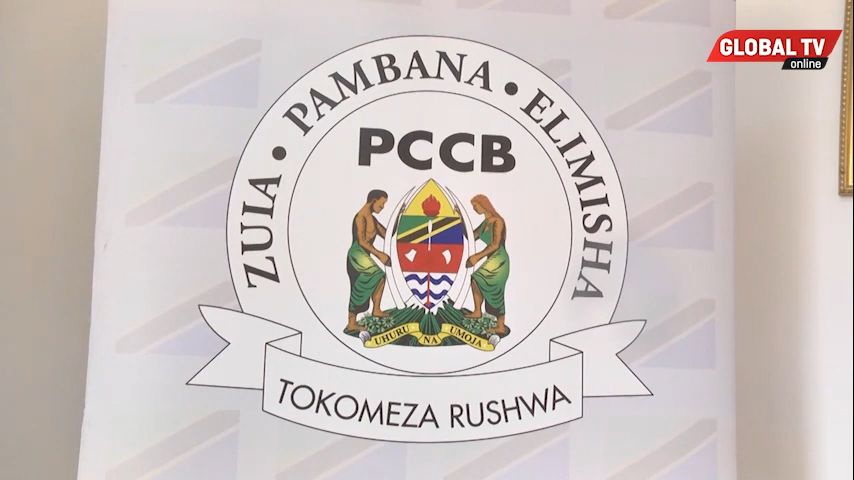 GLOBAL TV
online
ZUIA • PAMBANA • ELIMISHA
PCCB
UHURU NA UMOJA
TOKOMEZA RUSHWA